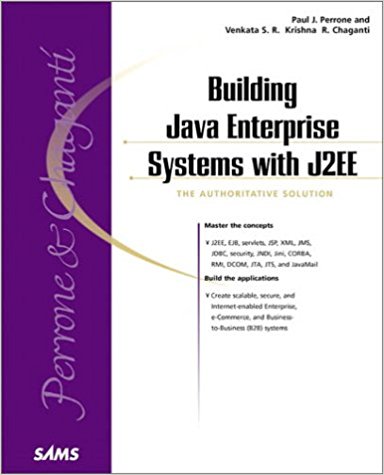 Paul J. Perrone and
Venkata S. R. Krishna R. Chaganti
Building
Java Enterprise
Systems with J2EE
THE AUTHORITATIVE SOLUTION
Master the concepts
¥ J2EE, EJB, servlets, JSP, XML, JMS,
JDBC, security, JNDI, Jini, CORBA,
RMI, DCOM, JTA, JTS, and JavaMail
Build the applications
¥ Create scalable, secure, and
Internet-enabled Enterprise,
e-Commerce, and Business-
to-Business (B2B) systems
Perrone & Chaganti
SAMS